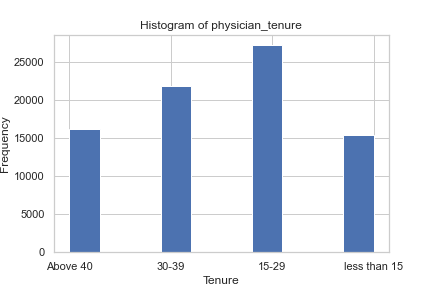 Histogram of physician_tenure
Frequency
25000
20000
15000
10000
5000
0
Above 40 30-39 15-29 less than 15
Tenure